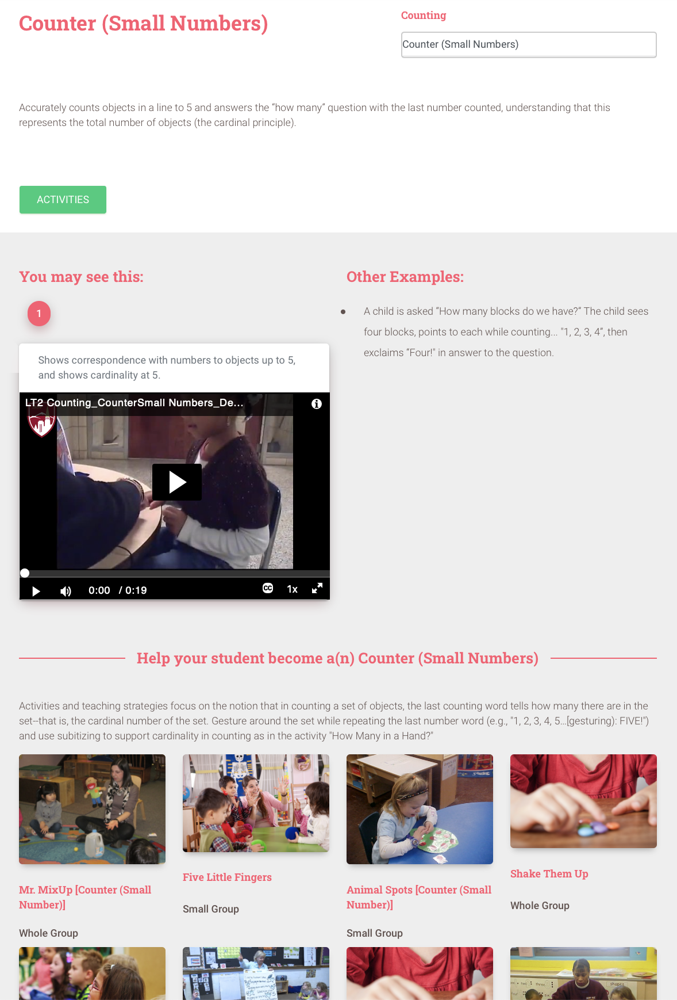 Counter (Small Numbers)
Counting
Counter (Small Numbers)
Accurately counts objects in a line to 5 and answers the “how many” question with the last number counted, understanding that this
represents the total number of objects (the cardinal principle).
ACTIVITIES
You may see this:
1
Shows correspondence with numbers to objects up to 5,
and shows cardinality at 5.
LT2 Counting_CounterSmall Numbers_De...
0:00 / 0:19
CC
1x
Other Examples:
A child is asked “How many blocks do we have?” The child sees
four blocks, points to each while counting... "1, 2, 3, 4”, then
exclaims “Four!" in answer to the question.
Help your student become a(n) Counter (Small Numbers)
Activities and teaching strategies focus on the notion that in counting a set of objects, the last counting word tells how many there are in the
set--that is, the cardinal number of the set. Gesture around the set while repeating the last number word (e.g., "1, 2, 3, 4, 5...[gesturing): FIVE!")
and use subitizing to support cardinality in counting as in the activity "How Many in a Hand?"
Mr. MixUp [Counter (Small
Number)]
Whole Group
Five Little Fingers
Small Group
Animal Spots [Counter (Small
Number)]
Small Group
Shake Them Up
Whole Group
shapes